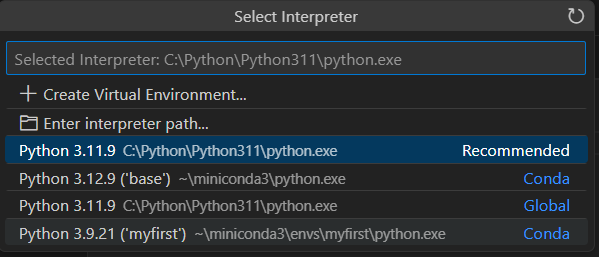 Select Interpreter
Selected Interpreter: C:\Python\Python311\python.exe
Create Virtual Environment...
Enter interpreter path...
Python 3.11.9 C:\Python\Python311\python.exe Recommended
Python 3.12.9 ('base') ~\miniconda3\python.exe Conda
Python 3.11.9 C:\Python\Python311\python.exe Global
Python 3.9.21 ('myfirst') ~\miniconda3\envs\myfirst\python.exe Conda